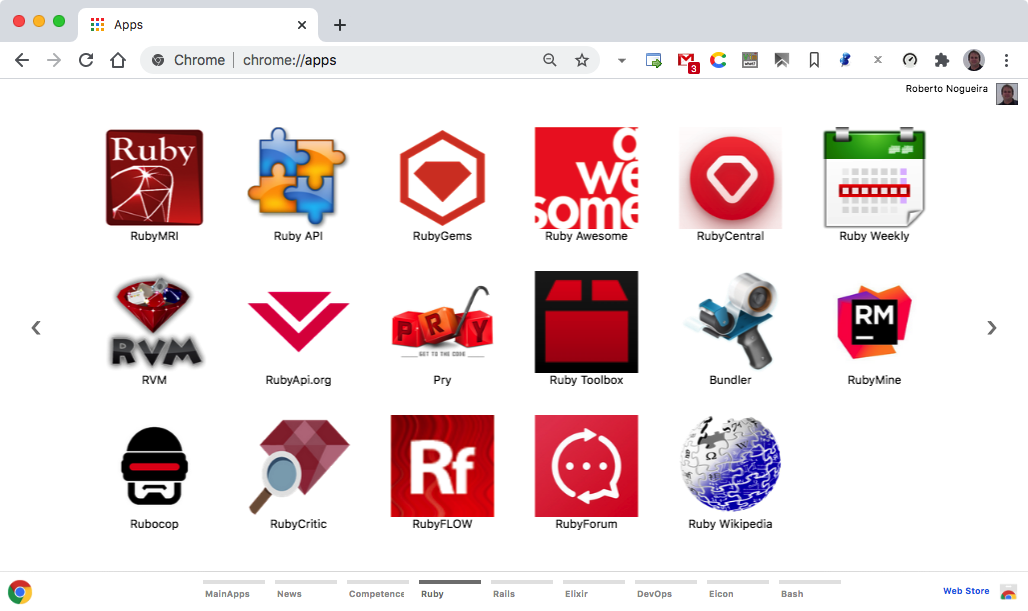 Apps
Chrome chrome://apps
3
Roberto Nogueira
Ruby
a
we
some
RubyMRI
Ruby API
RubyGems
Ruby Awesome
RubyCentral
Ruby Weekly
RVM
PRY
GET TO THE CODE
RM
RVM
RubyApi.org
Pry
Ruby Toolbox
Bundler
RubyMine
Rf
Ω
W
Rubocop
RubyCritic
RubyFLOW
RubyForum
Ruby Wikipedia
MainApps
News
Competence
Ruby
Rails
Elixir
DevOps
Eicon
Bash
Web Store